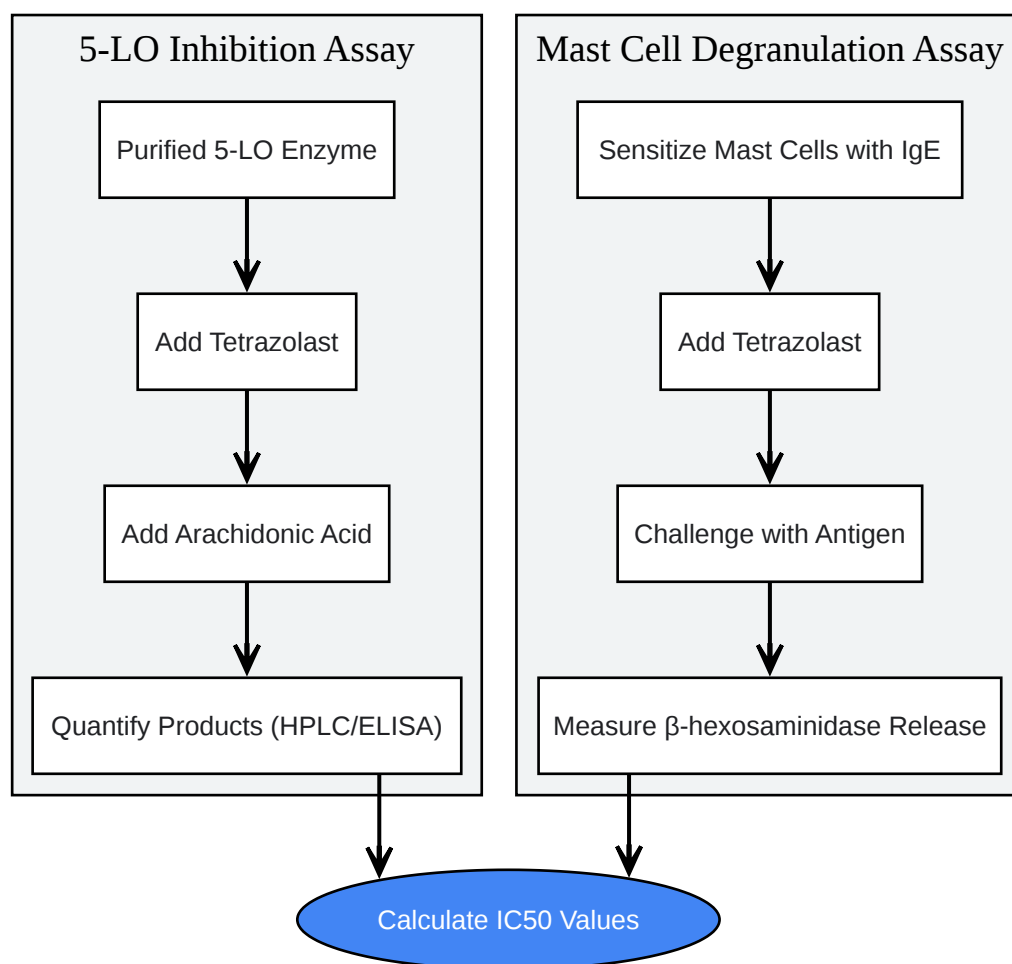 5-LO Inhibition Assay
Purified 5-LO Enzyme
Add Tetrazolast
Add Arachidonic Acid
Quantify Products (HPLC/ELISA)
Mast Cell Degranulation Assay
Sensitize Mast Cells with IgE
Add Tetrazolast
Challenge with Antigen
Measure β-hexosaminidase Release
Calculate IC50 Values